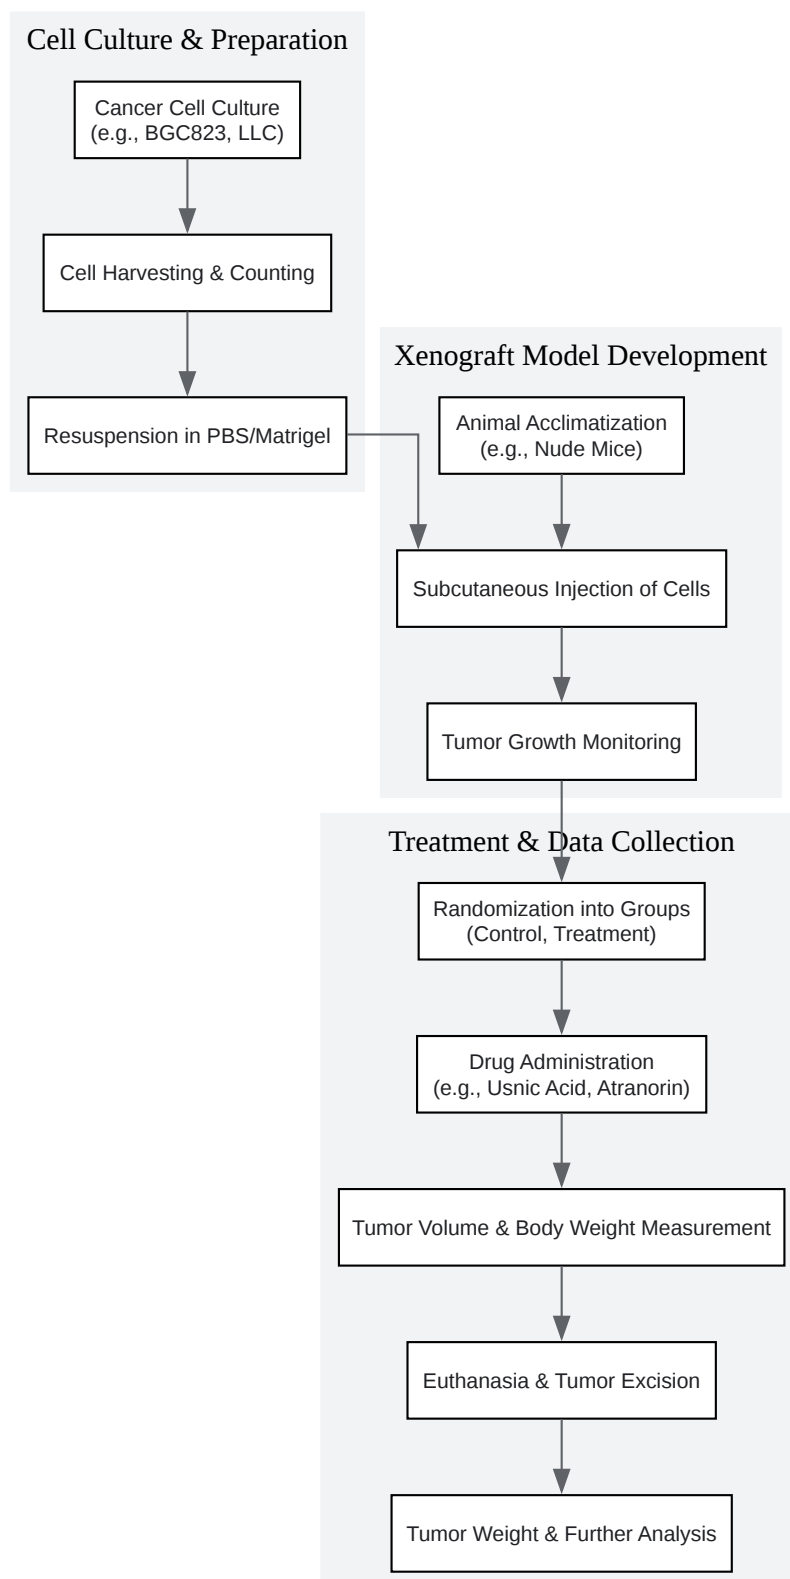 Cell Culture & Preparation
Cancer Cell Culture
(e.g., BGC823, LLC)
Cell Harvesting & Counting
Resuspension in PBS/Matrigel
Xenograft Model Development
Animal Acclimatization
(e.g., Nude Mice)
Subcutaneous Injection of Cells
Tumor Growth Monitoring
Treatment & Data Collection
Randomization into Groups
(Control, Treatment)
Drug Administration
(e.g., Usnic Acid, Atranorin)
Tumor Volume & Body Weight Measurement
Euthanasia & Tumor Excision
Tumor Weight & Further Analysis